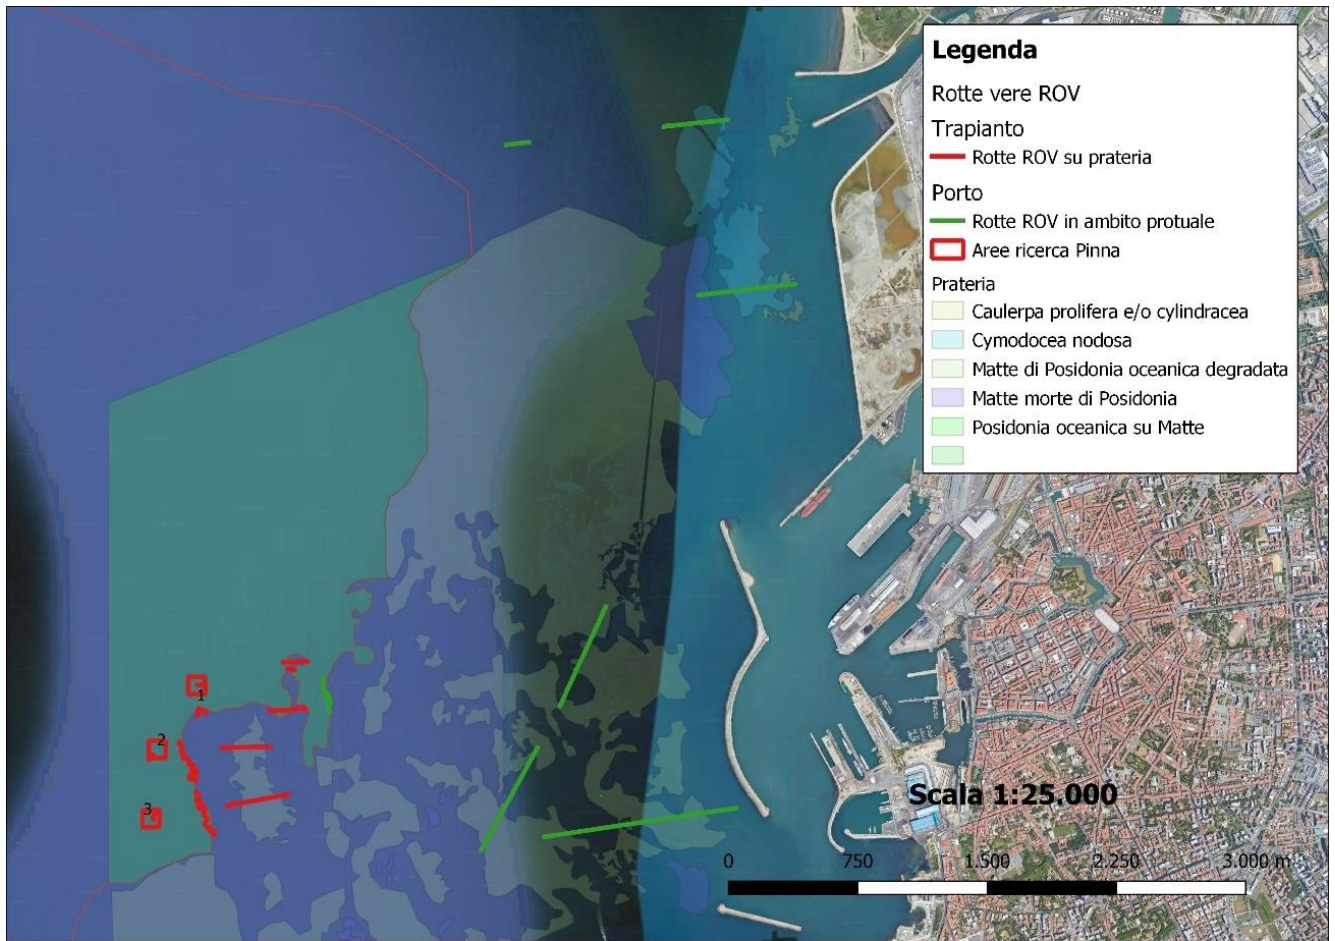 Legenda
Rotte vere ROV
Trapianto
Rotte ROV su prateria
Porto
Rotte ROV in ambito protuale
Aree ricerca Pinna
Prateria
Caulerpa prolifera e/o cylindracea
Cymodocea nodosa
Matte di Posidonia oceanica degradata
Matte morte di Posidonia
Posidonia oceanica su Matte
1
2
3
Scala 1:25.000
0 750 1.500 2.250 3.000 m